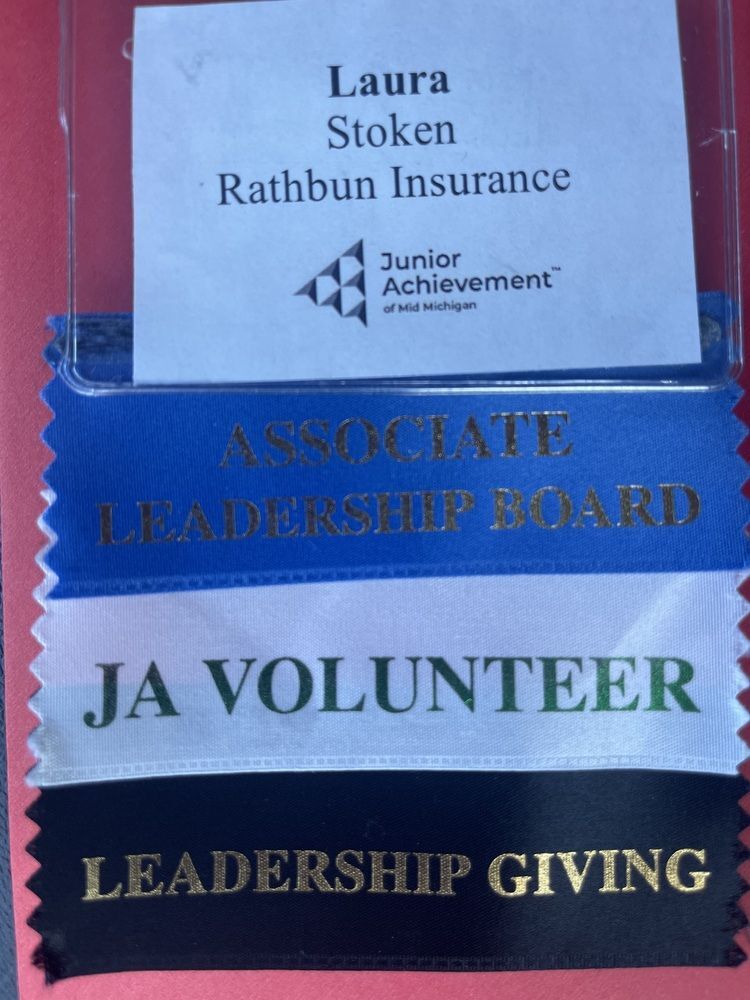 Laura
Stoken
Rathbun Insurance
Junior
Achievement™
of Mid Michigan
ASSOCIATE
LEADERSHIP BOARD
JA VOLUNTEER
LEADERSHIP GIVING